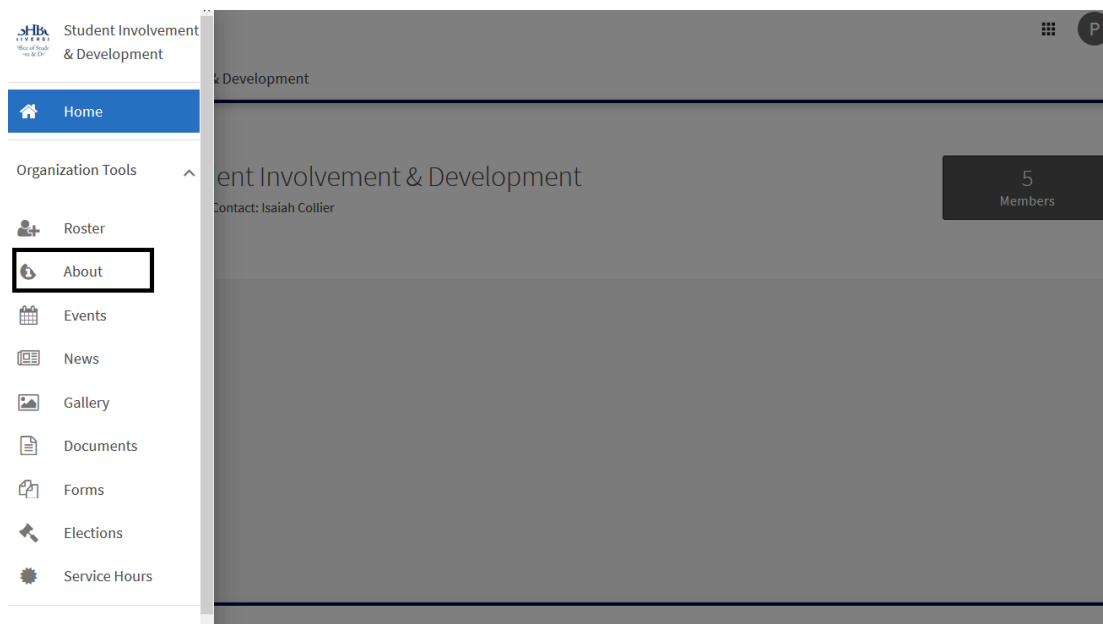 Student Involvement
& Development
P
& Development
Home
Organization Tools
ent Involvement & Development
Contact: Isaiah Collier
5
Members
Roster
About
Events
News
Gallery
Documents
Forms
Elections
Service Hours